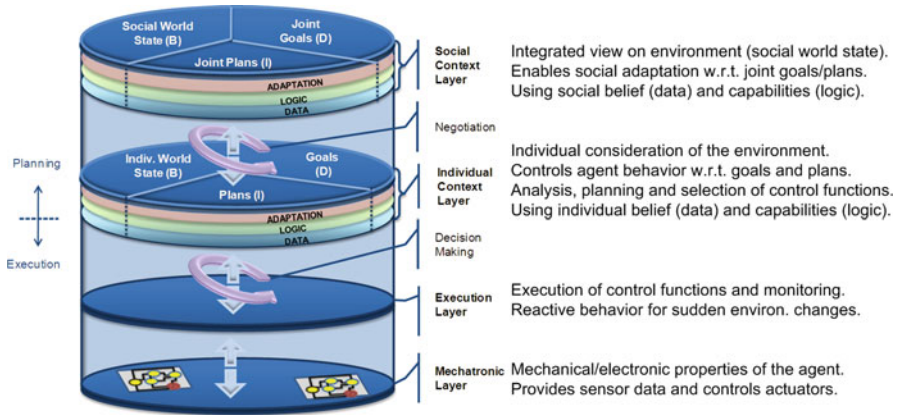 Social World
State (B)
Joint
Goals (D)
Joint Plans (I)
ADAPTATION
LOGIC
DATA
Social
Context
Layer
Integrated view on environment (social world state).
Enables social adaptation w.r.t. joint goals/plans.
Using social belief (data) and capabilities (logic).
Negotiation
Planning
Execution
Indiv. World
State (B)
Goals
(D)
Plans (I)
ADAPTATION
LOGIC
DATA
Individual
Context
Layer
Individual consideration of the environment.
Controls agent behavior w.r.t. goals and plans.
Analysis, planning and selection of control functions.
Using individual belief (data) and capabilities (logic).
Decision
Making
Execution
Layer
Execution of control functions and monitoring.
Reactive behavior for sudden environ. changes.
Mechatronic
Layer
Mechanical/electronic properties of the agent.
Provides sensor data and controls actuators.